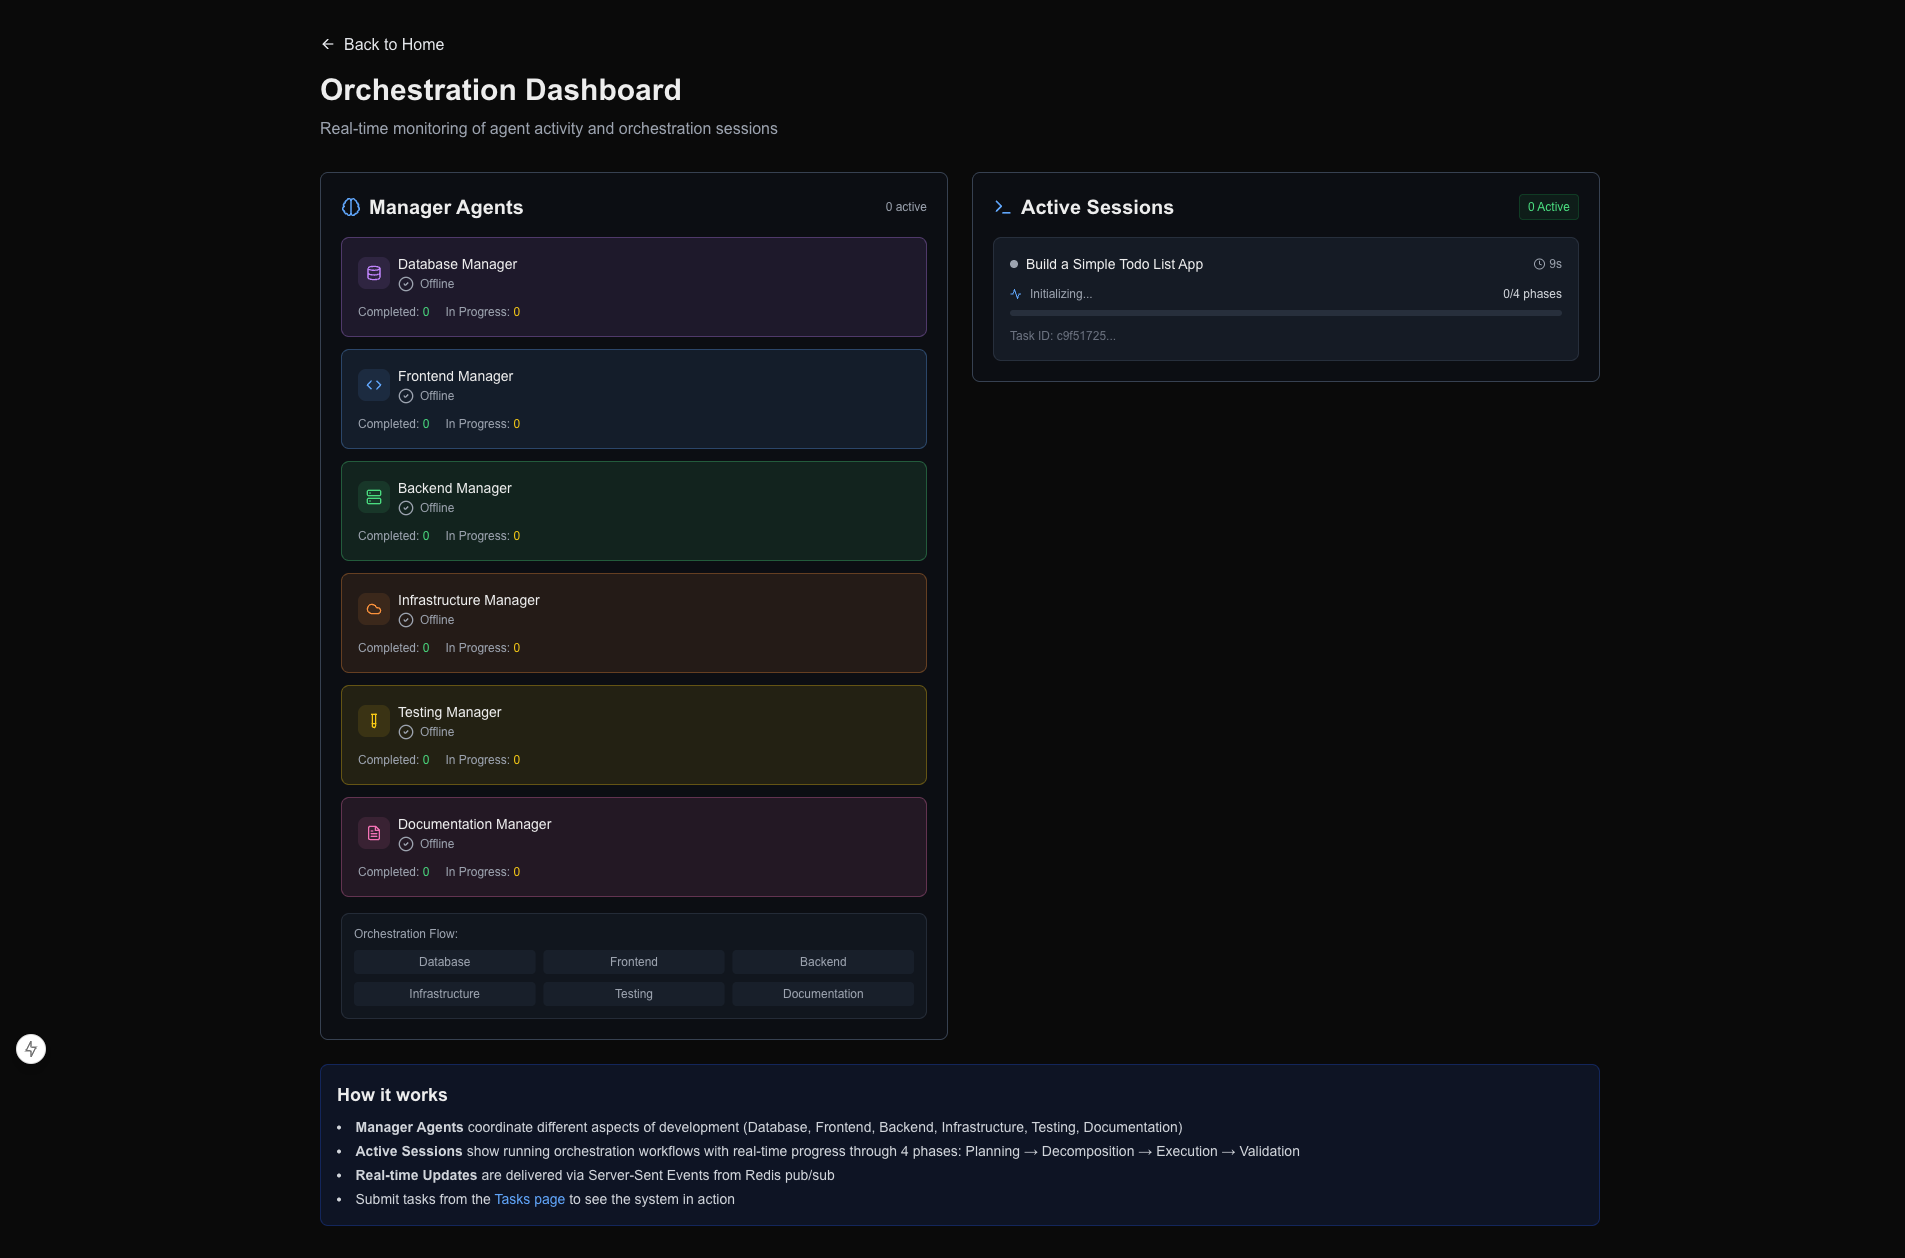 Back to Home
Orchestration Dashboard
Real-time monitoring of agent activity and orchestration sessions
Manager Agents
0 active
Database Manager
Offline
Completed: 0 In Progress: 0
Frontend Manager
Offline
Completed: 0 In Progress: 0
Backend Manager
Offline
Completed: 0 In Progress: 0
Infrastructure Manager
Offline
Completed: 0 In Progress: 0
Testing Manager
Offline
Completed: 0 In Progress: 0
Documentation Manager
Offline
Completed: 0 In Progress: 0
Orchestration Flow:
Database Frontend Backend
Infrastructure Testing Documentation
Active Sessions
0 Active
Build a Simple Todo List App
9s
Initializing...
0/4 phases
Task ID: c9f51725...
How it works
• Manager Agents coordinate different aspects of development (Database, Frontend, Backend, Infrastructure, Testing, Documentation)
• Active Sessions show running orchestration workflows with real-time progress through 4 phases: Planning → Decomposition → Execution → Validation
• Real-time Updates are delivered via Server-Sent Events from Redis pub/sub
• Submit tasks from the Tasks page to see the system in action